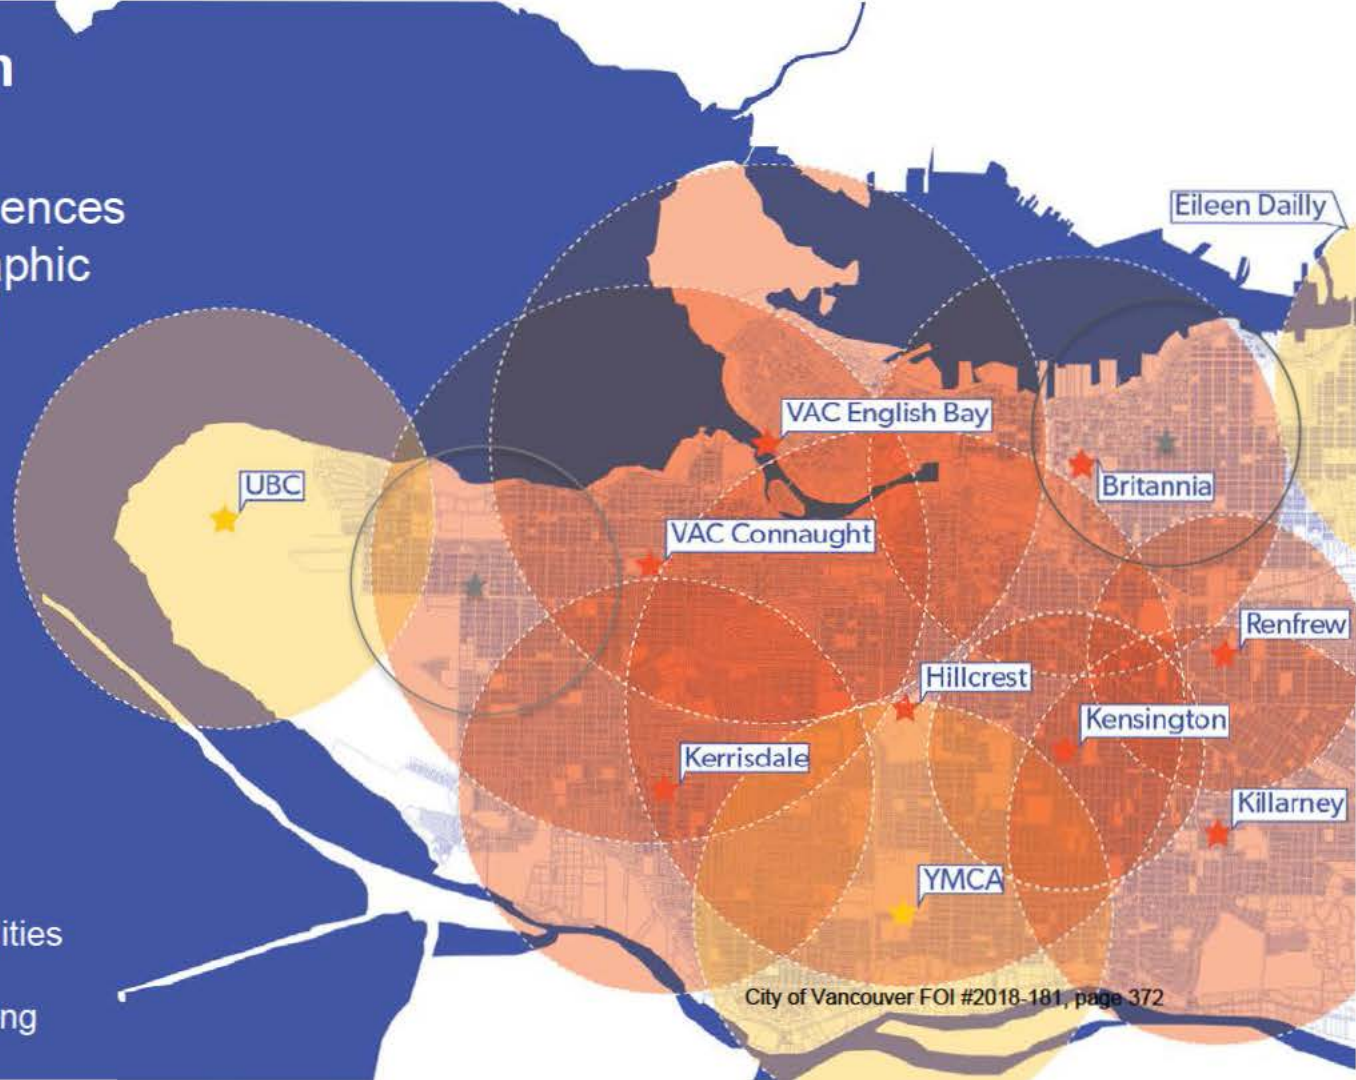 n
ences
Eileen Dailly
phic
VAC English Bay
UBC
Britannia
VAC Connaught
Renfrew
Hillcrest
Kensington
Kerrisdale
Killarney
YMCA
ities
City of Vancouver FOI #2018-181, page 372
ng